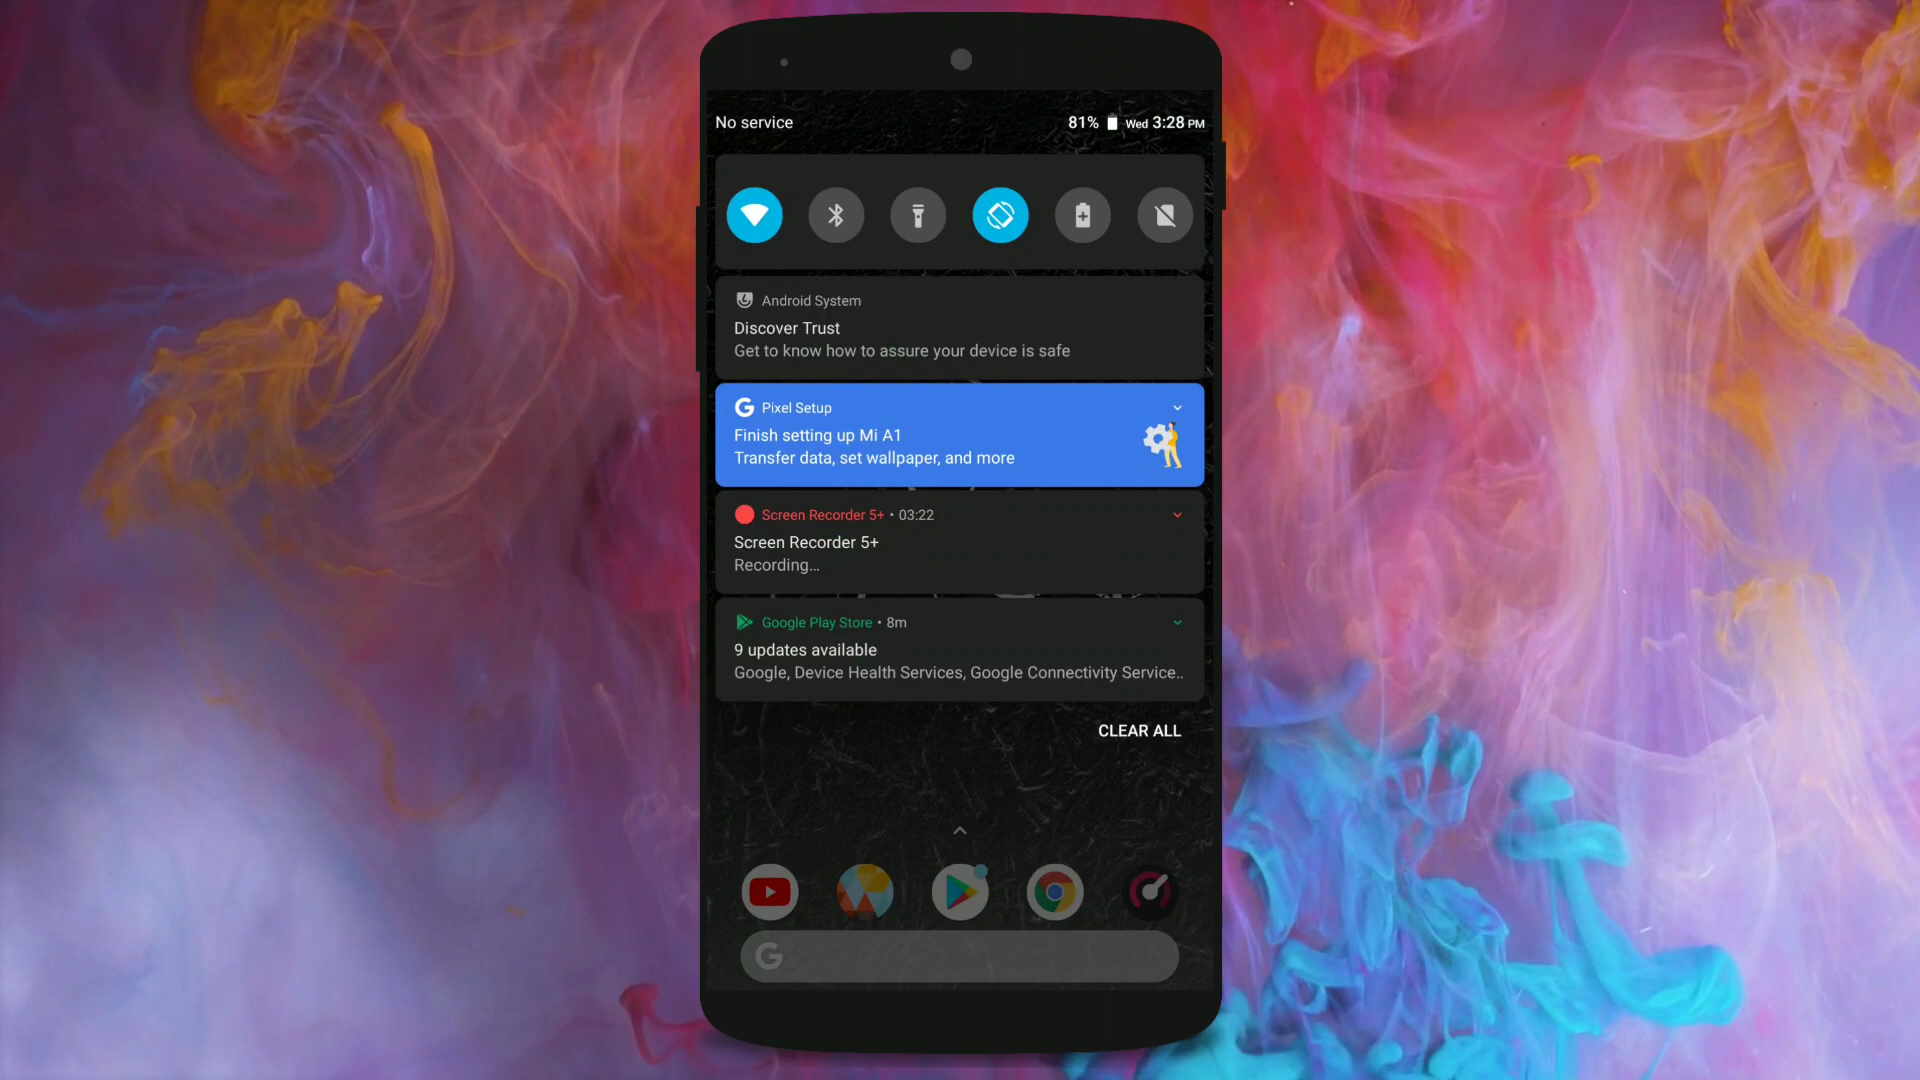 No service
81% Wed 3:28 PM
Android System
Discover Trust
Get to know how to assure your device is safe
Pixel Setup
Finish setting up Mi A1
Transfer data, set wallpaper, and more
Screen Recorder 5+ • 03:22
Screen Recorder 5+
Recording...
Google Play Store • 8m
9 updates available
Google, Device Health Services, Google Connectivity Service..
CLEAR ALL